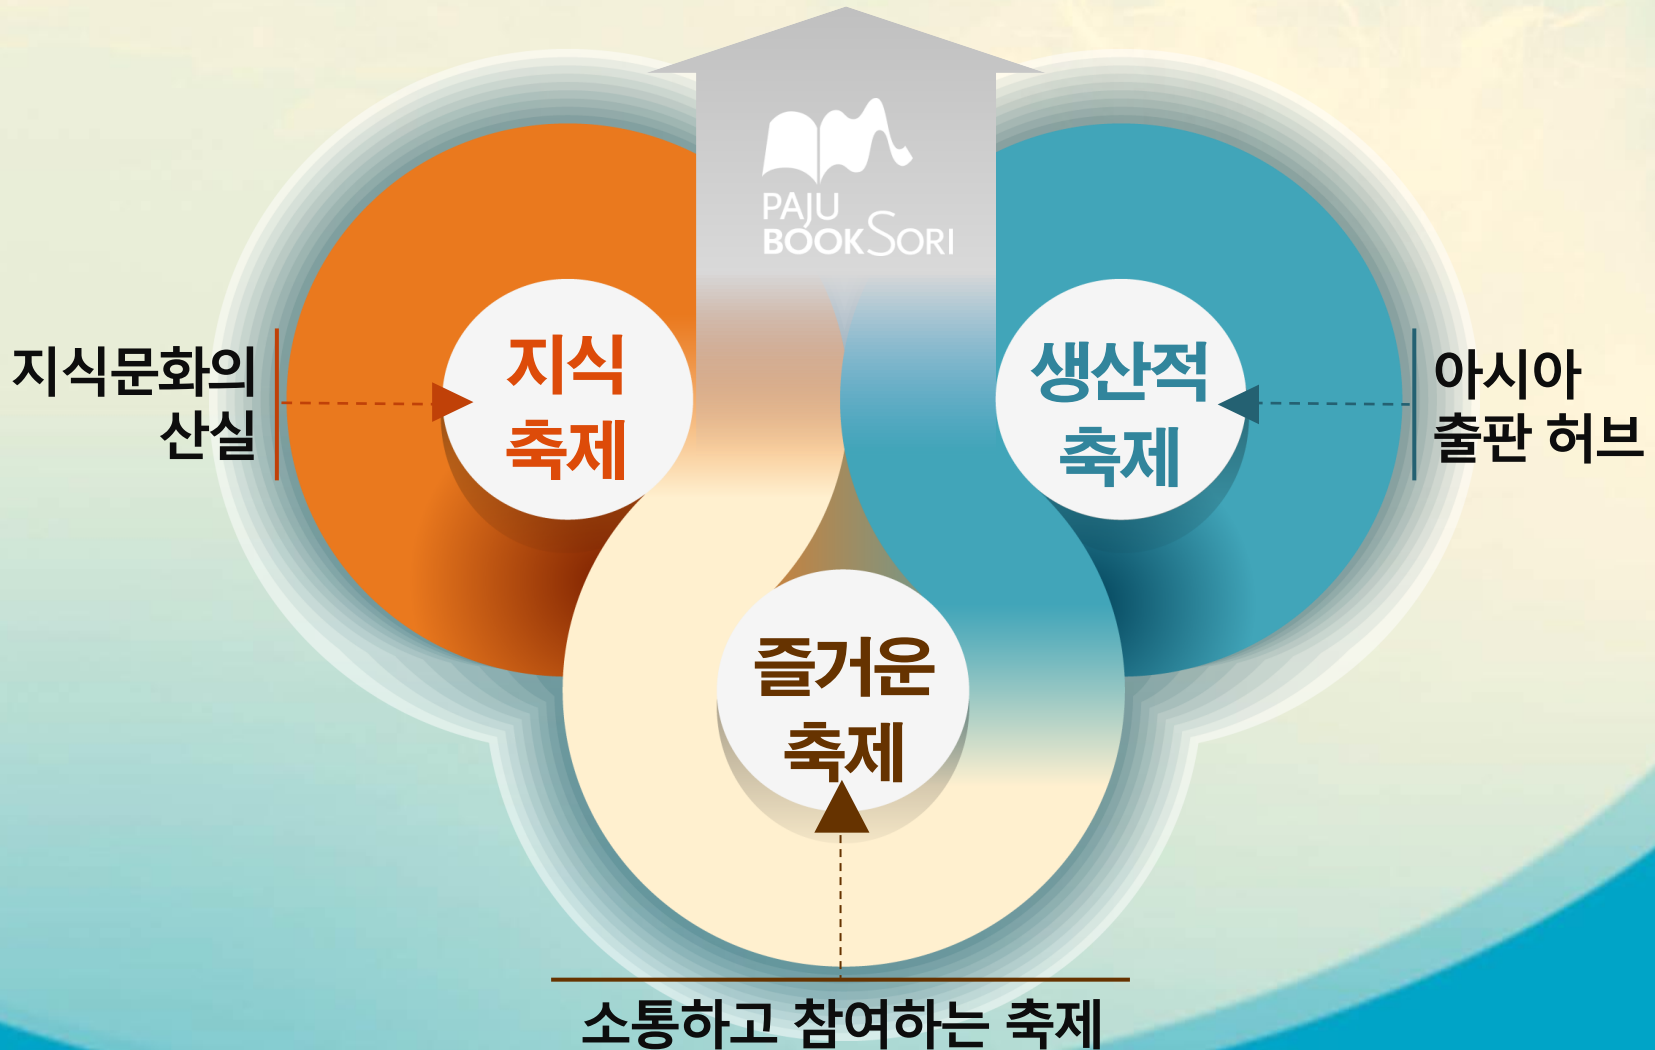 PAJU
BOOKSORI
지식문화의
산실
지식
축제
생산적
축제
아시아
출판 허브
즐거운
축제
소통하고 참여하는 축제